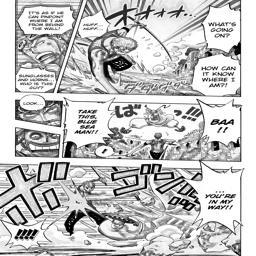 WHAT'S
GOING
ON?
HOW CAN
IT KNOW
WHERE I
AM?!
HUFF...
HUFF...
IT'S AS IF HE
CAN PINPOINT
WHERE I AM
FROM BEHIND
THE WALL!
SUNGLASSES
AND HORNS...
WHO IS
THIS GUY?
BAA
!!
ばっ!!
TAKE
THIS,
BLUE
SEA
MAN!!
LOOK...
...
YOU'RE
IN MY
WAY!!
!!!!